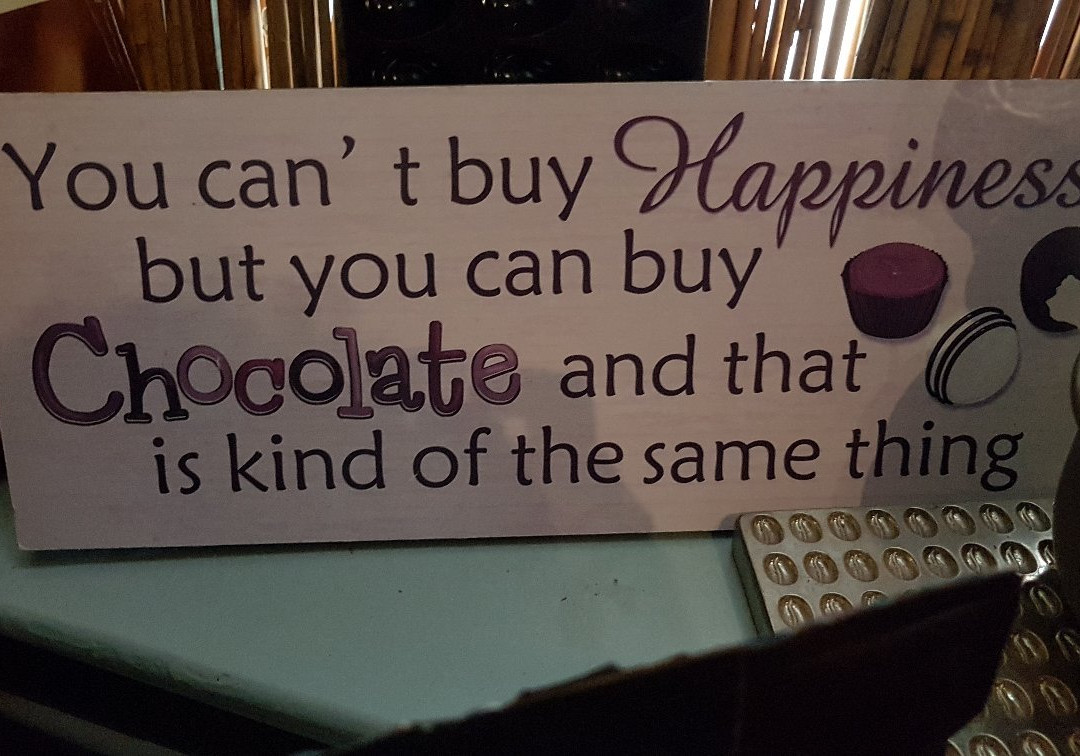 You can't buy Happiness
but you can buy
Chocolate and that
is kind of the same thing